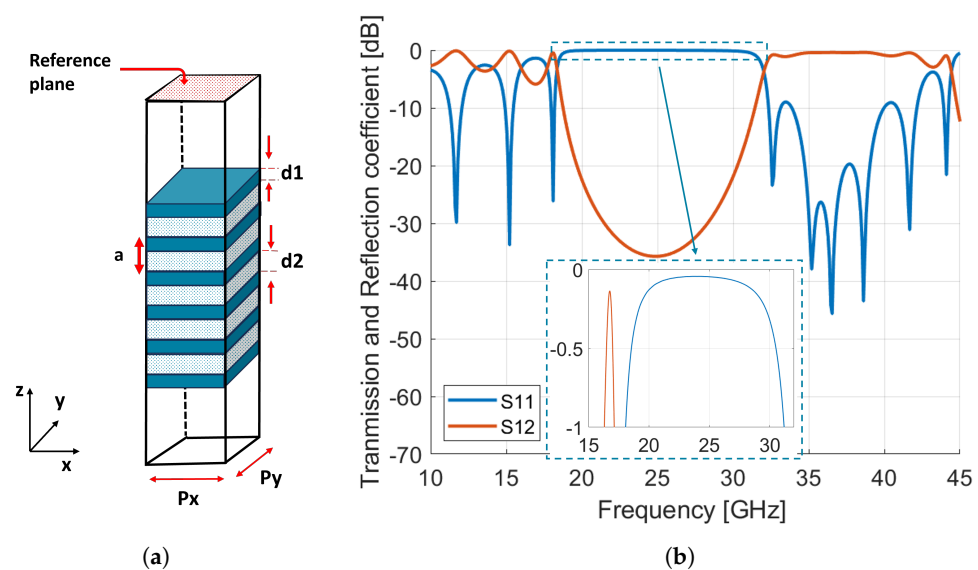 Reference
plane
d1
a
d2
z
y
x
Px
Py
(a)
Tranmission and Reflection coefficient [dB]
0
-10
-20
-30
-40
-50
-60
-70
10
15
20
25
30
35
40
45
Frequency [GHz]
S11
S12
0
-0.5
-1
15
20
25
30
(b)